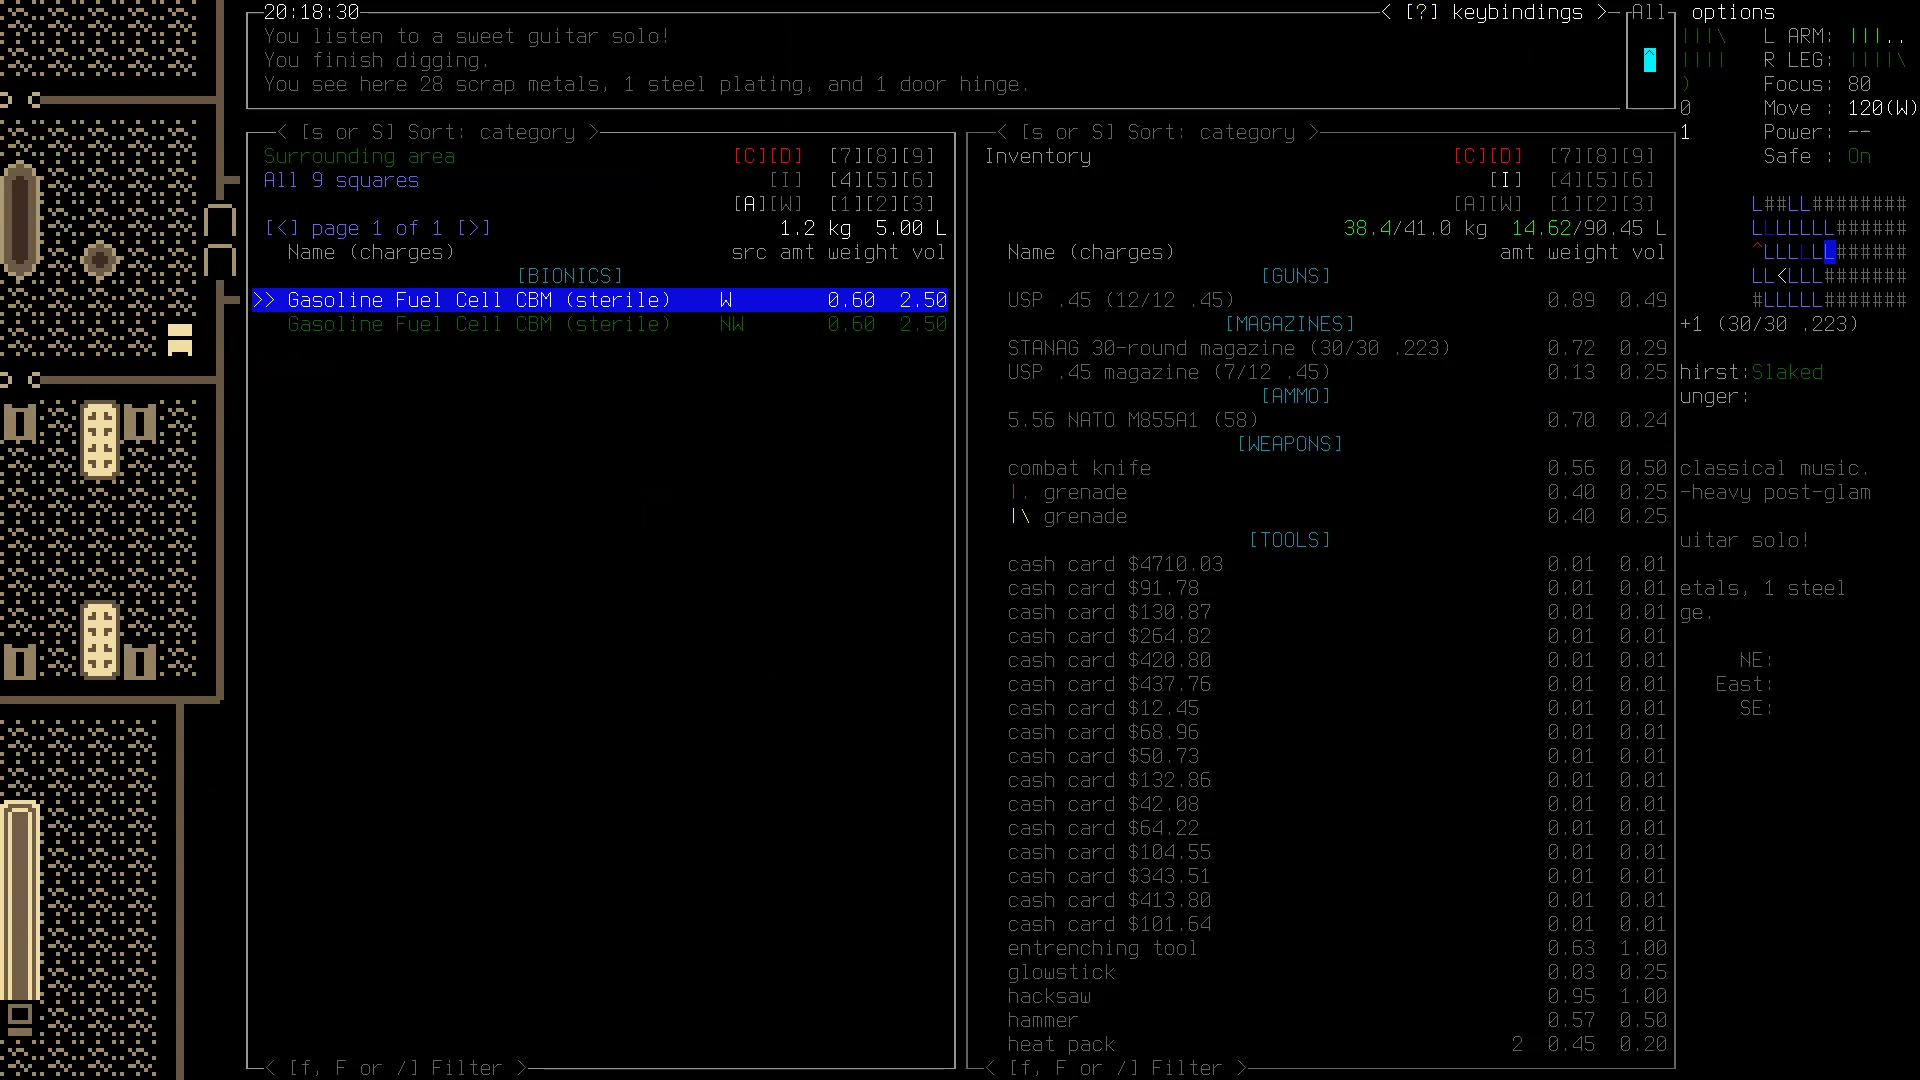 20:18:30 < [?] keybindings > All options
You listen to a sweet guitar solo!
You finish digging.
You see here 28 scrap metals, 1 steel plating, and 1 door hinge.
^
L ARM: |||..
R LEG: ||||\
Focus: 80
0 Move : 120(W)
1 Power: --
Safe : On
< [s or S] Sort: category >
Surrounding area [C][D] [7][8][9]
All 9 squares [I] [4][5][6]
[A][W] [1][2][3]
[<] page 1 of 1 [>] 1.2 kg 5.00 L
Name (charges) src amt weight vol
[BIONICS]
>> Gasoline Fuel Cell CBM (sterile) W 0.60 2.50
Gasoline Fuel Cell CBM (sterile) NW 0.60 2.50
< [f, F or /] Filter >
< [s or S] Sort: category >
Inventory [C][D] [7][8][9]
[I] [4][5][6]
[A][W] [1][2][3]
38.4/41.0 kg 14.62/90.45 L
Name (charges) amt weight vol
[GUNS]
USP .45 (12/12 .45) 0.89 0.49
[MAGAZINES]
STANAG 30-round magazine (30/30 .223) 0.72 0.29
USP .45 magazine (7/12 .45) 0.13 0.25
[AMMO]
5.56 NATO M855A1 (58) 0.70 0.24
[WEAPONS]
combat knife 0.56 0.50
|. grenade 0.40 0.25
|\ grenade 0.40 0.25
[TOOLS]
cash card $4710.03 0.01 0.01
cash card $91.78 0.01 0.01
cash card $130.87 0.01 0.01
cash card $264.82 0.01 0.01
cash card $420.80 0.01 0.01
cash card $437.76 0.01 0.01
cash card $12.45 0.01 0.01
cash card $68.96 0.01 0.01
cash card $50.73 0.01 0.01
cash card $132.86 0.01 0.01
cash card $42.08 0.01 0.01
cash card $64.22 0.01 0.01
cash card $104.55 0.01 0.01
cash card $343.51 0.01 0.01
cash card $413.80 0.01 0.01
cash card $101.64 0.01 0.01
entrenching tool 0.63 1.00
glowstick 0.03 0.25
hacksaw 0.95 1.00
hammer 0.57 0.50
heat pack 2 0.45 0.20
< [f, F or /] Filter >
L##LL########
LLLLLLL######
^LLLLLL######
LL<LLL#######
#LLLLL#######
+1 (30/30 .223)
hirst:Slaked
unger:
classical music.
-heavy post-glam
uitar solo!
etals, 1 steel
ge.
NE:
East:
SE: